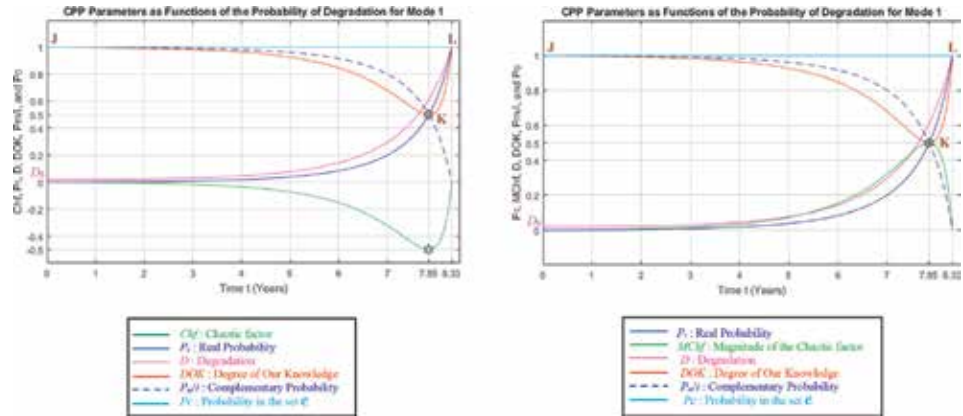 CPP Parameters as Functions of the Probability of Degradation for Mode 1
J
L
1
0.8
0.6
0.5
0.4
0.2
0
-0.2
-0.4
-0.5
K
Chf, Pr, D, DOK, Pm/i, and Pc
0 1 2 3 4 5 6 7 7.85 8.33
Time t (Years)
Chf : Chaotic factor
Pr : Real Probability
D : Degradation
DOK : Degree of Our Knowledge
Pm/i : Complementary Probability
Pc : Probability in the set C
CPP Parameters as Functions of the Probability of Degradation for Mode 1
J
L
1
0.8
0.6
0.5
0.4
0.2
0
K
Pr, MChf, D, DOK, Pm/i, and Pc
0 1 2 3 4 5 6 7 7.85
Time t (Years)
Pr : Real Probability
MChf : Magnitude of the Chaotic factor
D : Degradation
DOK : Degree of Our Knowledge
Pm/i : Complementary Probability
Pc : Probability in the set C